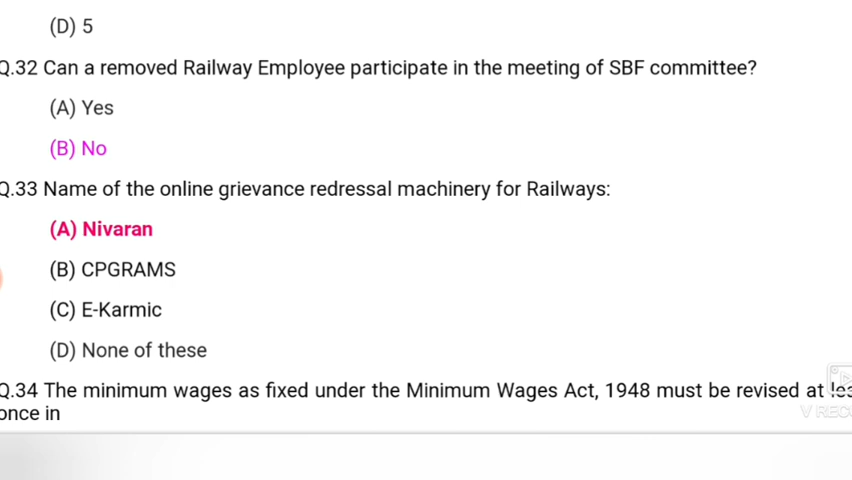 (D) 5
Q.32 Can a removed Railway Employee participate in the meeting of SBF committee?
(A) Yes
(B) No
Q.33 Name of the online grievance redressal machinery for Railways:
(A) Nivaran
(B) CPGRAMS
(C) E-Karmic
(D) None of these
Q.34 The minimum wages as fixed under the Minimum Wages Act, 1948 must be revised at
once in
V RECO